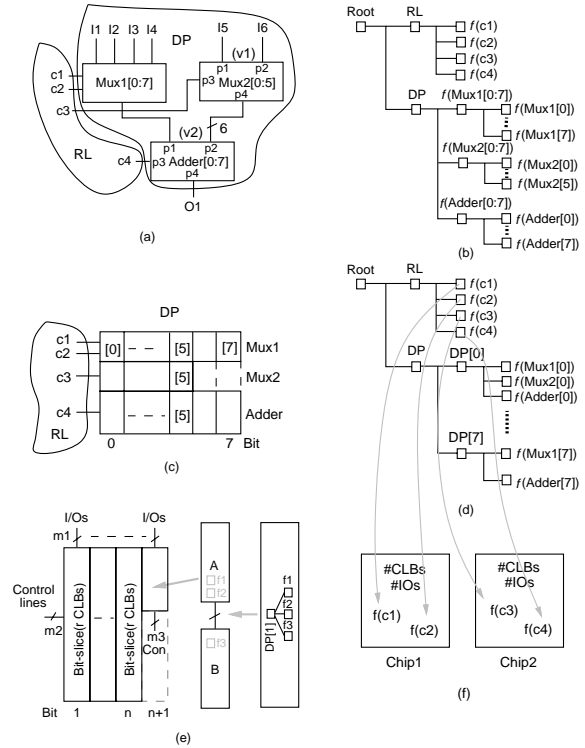 I1 I2 I3 I4
DP
I5 I6
(v1)
c1
c2
c3
Mux1[0:7]
p1 p2
p3 Mux2[0:5]
p4
(v2)
6
RL
c4
p1 p2
p3 Adder[0:7]
p4
O1
(a)
Root RL
f(c1)
f(c2)
f(c3)
f(c4)
DP f(Mux1[0:7])
f(Mux1[0])
f(Mux1[7])
f(Mux2[0:7])
f(Mux2[0])
f(Mux2[5])
f(Adder[0:7])
f(Adder[0])
f(Adder[7])
(b)
DP
c1
c2
c3
c4
RL
[0] [5] [7] Mux1
[5] Mux2
[5] Adder
0 7 Bit
(c)
Root RL
f(c1)
f(c2)
f(c3)
f(c4)
DP DP[0]
f(Mux1[0])
f(Mux2[0])
f(Adder[0])
DP[7]
f(Mux1[7])
f(Adder[7])
(d)
I/Os I/Os
m1
Control
lines
m2
Bit-slice(r CLBs)
Bit-slice(r CLBs)
m3
Con
Bit 1 n n+1
A
f1
f2
f3
B
DP[1]
f1
f2
f3
(e)
#CLBs
#IOs
f(c1)
f(c2)
Chip1
#CLBs
#IOs
f(c3)
f(c4)
Chip2
(f)